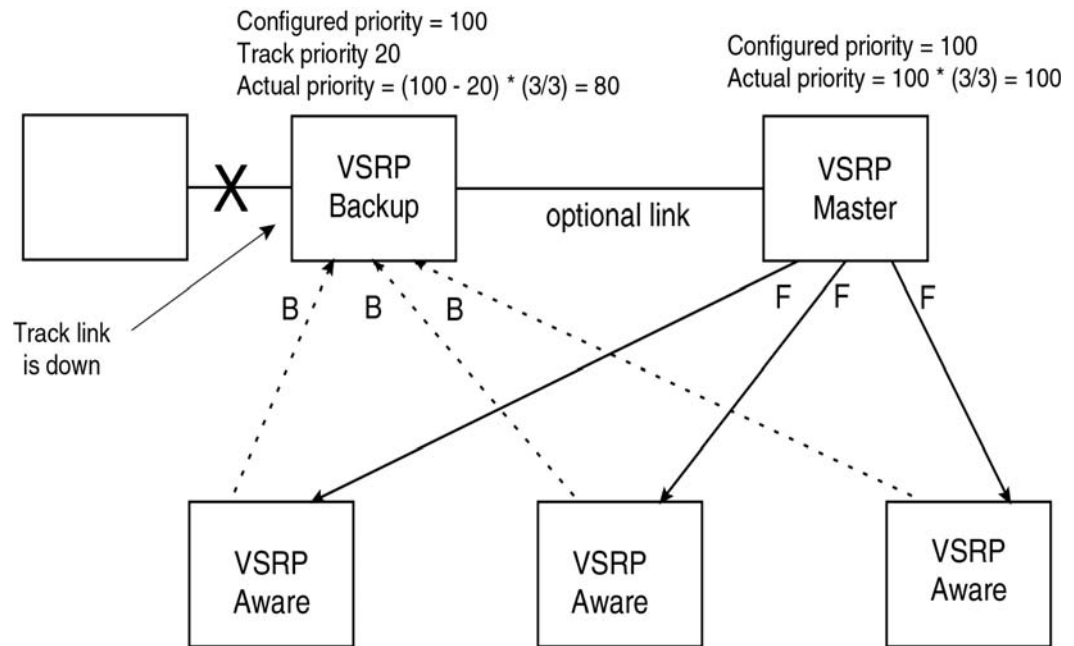 Configured priority = 100
Track priority 20
Actual priority = (100 - 20) * (3/3) = 80
Configured priority = 100
Actual priority = 100 * (3/3) = 100
VSRP
Backup
optional link
VSRP
Master
X
B
B
B
F
F
F
Track link
is down
VSRP
Aware
VSRP
Aware
VSRP
Aware